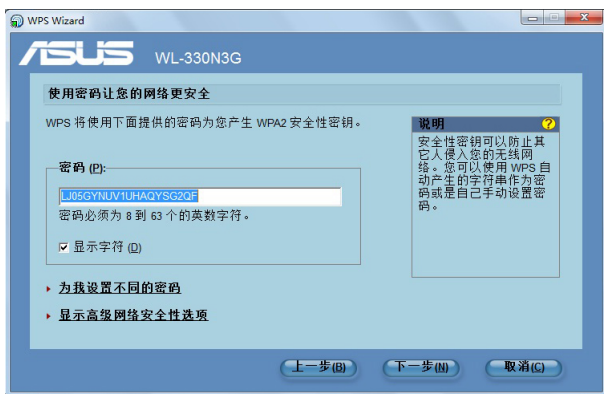 WPS Wizard
ASUS WL-330N3G
使用密码让您的网络更安全
WPS 将使用下面提供的密码为您产生 WPA2 安全性密钥。
密码 (P):
LJ05GYNUV1UHAQYSG2QF
密码必须为 8 到 63 个的英数字符。
显示字符 (D)
为我设置不同的密码
显示高级网络安全性选项
说明
安全性密钥可以防止其
它人侵入您的无线网
络。您可以使用 WPS 自
动产生的字符串作为密
码或是自己手动设置密
码。
上一步(B) 下一步(N) 取消(C)